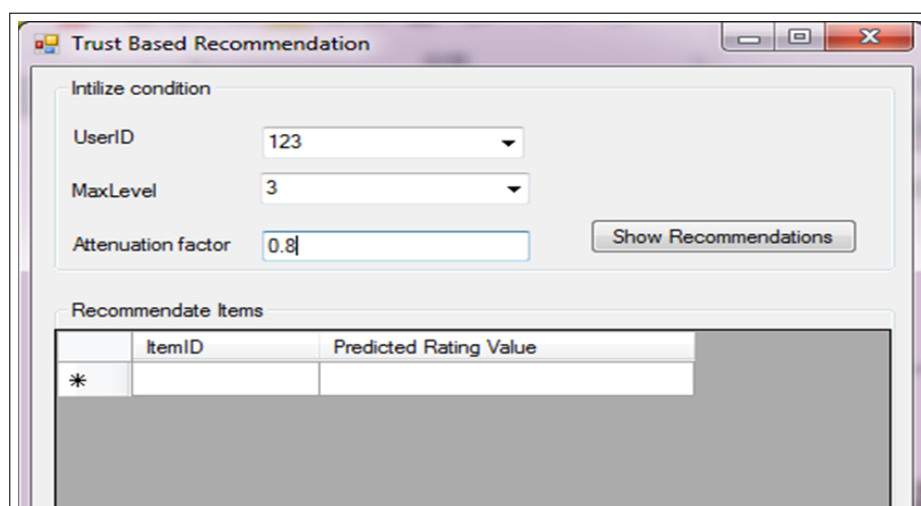 Trust Based Recommendation
Intilize condition
UserID 123
MaxLevel 3
Attenuation factor 0.8 Show Recommendations
Recommendate Items
ItemID Predicted Rating Value